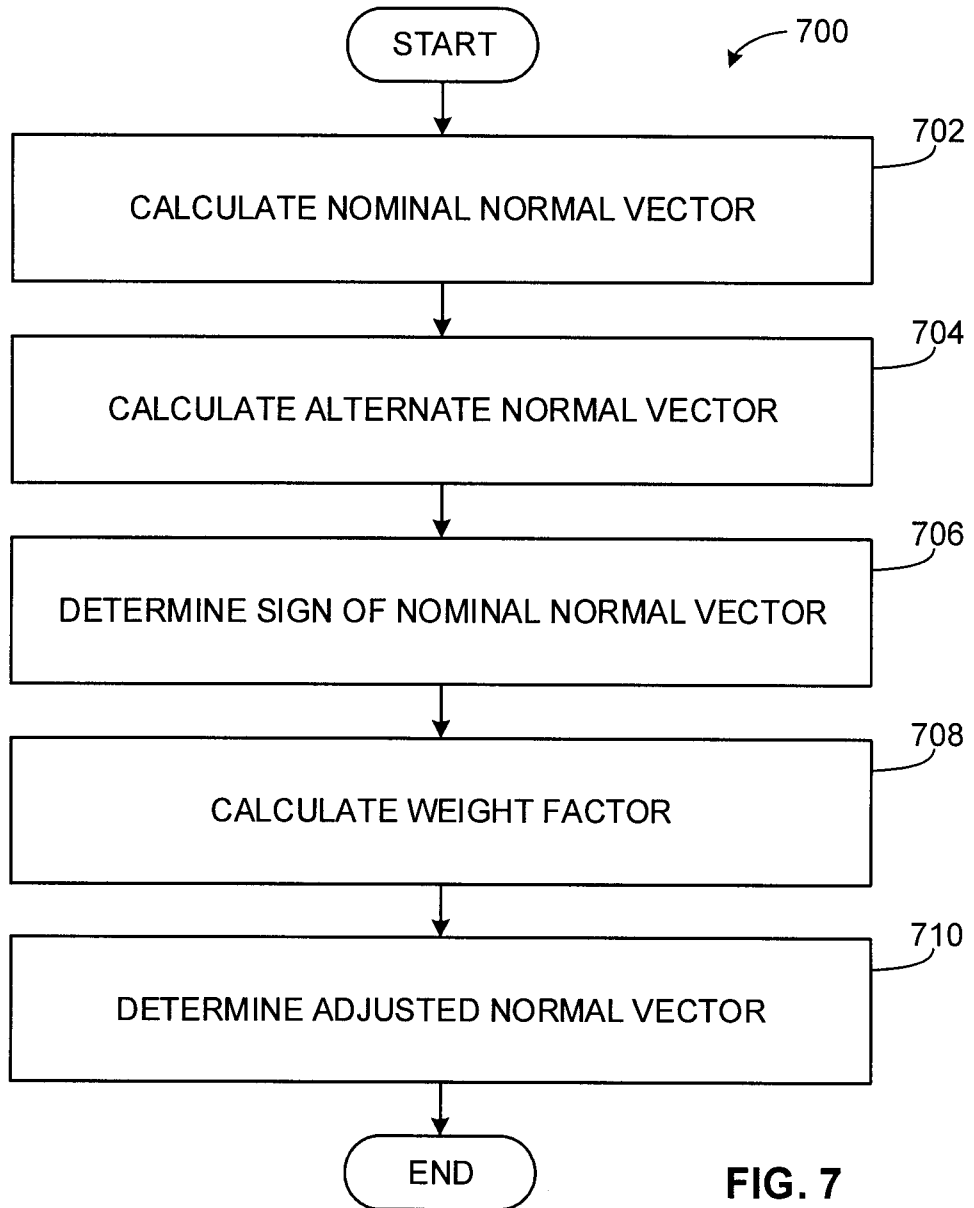 START
700
702
CALCULATE NOMINAL NORMAL VECTOR
704
CALCULATE ALTERNATE NORMAL VECTOR
706
DETERMINE SIGN OF NOMINAL NORMAL VECTOR
708
CALCULATE WEIGHT FACTOR
710
DETERMINE ADJUSTED NORMAL VECTOR
END
FIG. 7